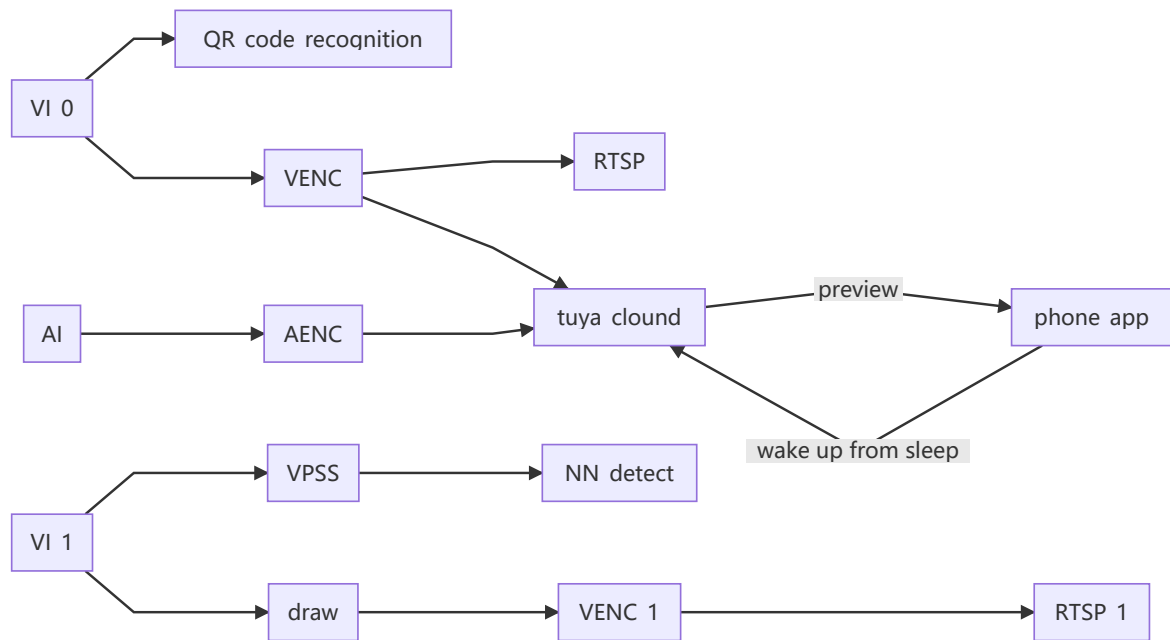 QR code recognition
VI 0
VENC
RTSP
tuya clound
preview
phone app
AI
AENC
wake up from sleep
VPSS
NN detect
VI 1
draw
VENC 1
RTSP 1